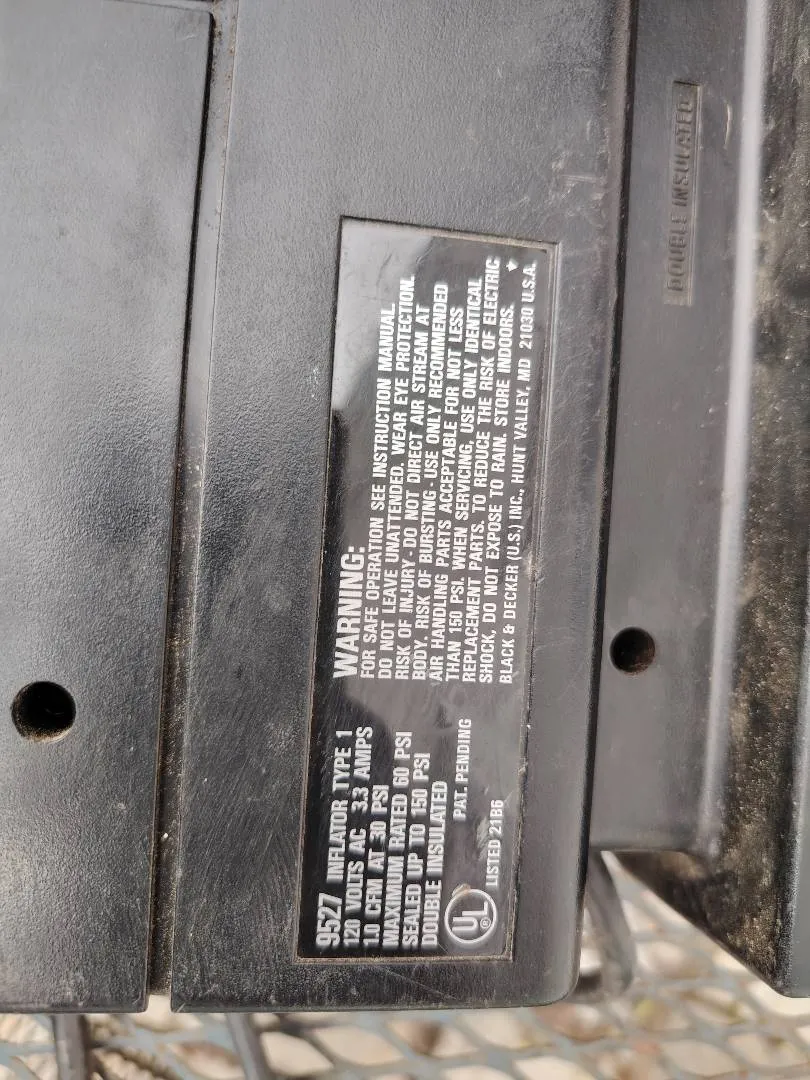 9527 INFLATOR TYPE 1
120 VOLTS AC 3.3 AMPS
1.0 CFM AT 30 PSI
MAXIMUM RATED 60 PSI
SEALED UP TO 150 PSI
DOUBLE INSULATED
PAT. PENDING
UL ®
LISTED 21B6
WARNING:
FOR SAFE OPERATION SEE INSTRUCTION MANUAL.
DO NOT LEAVE UNATTENDED. WEAR EYE PROTECTION.
RISK OF INJURY - DO NOT DIRECT AIR STREAM AT
BODY. RISK OF BURSTING - USE ONLY RECOMMENDED
AIR HANDLING PARTS ACCEPTABLE FOR NOT LESS
THAN 150 PSI. WHEN SERVICING, USE ONLY IDENTICAL
REPLACEMENT PARTS. TO REDUCE THE RISK OF ELECTRIC
SHOCK, DO NOT EXPOSE TO RAIN. STORE INDOORS.
BLACK & DECKER (U.S.) INC., HUNT VALLEY, MD 21030 U.S.A.
DOUBLE INSULATED